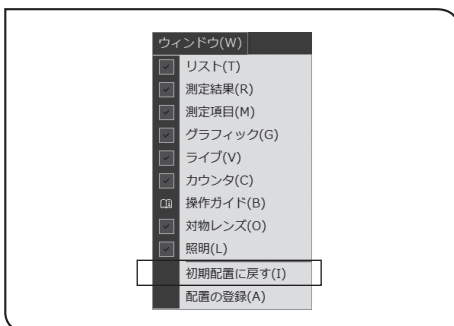 ウィンドウ(W)
リスト(T)
測定結果(R)
測定項目(M)
グラフィック(G)
ライブ(V)
カウンタ(C)
操作ガイド(B)
対物レンズ(O)
照明(L)
初期配置に戻す(I)
配置の登録(A)